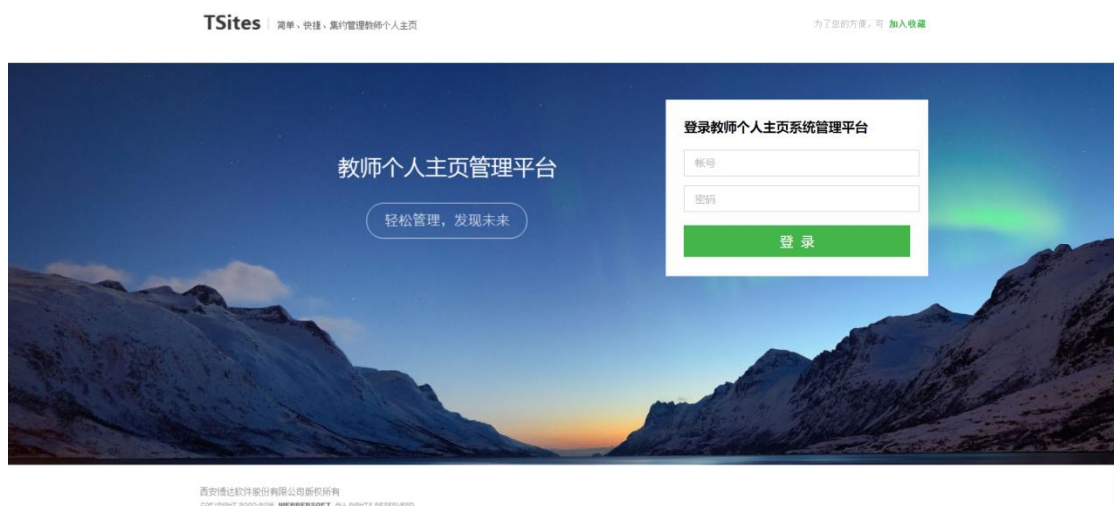 TSites 简单、快捷、集约管理教师个人主页
为了您的方便，可 加入收藏
教师个人主页管理平台
轻松管理，发现未来
登录教师个人主页系统管理平台
帐号
密码
登 录
西安博达软件股份有限公司版权所有